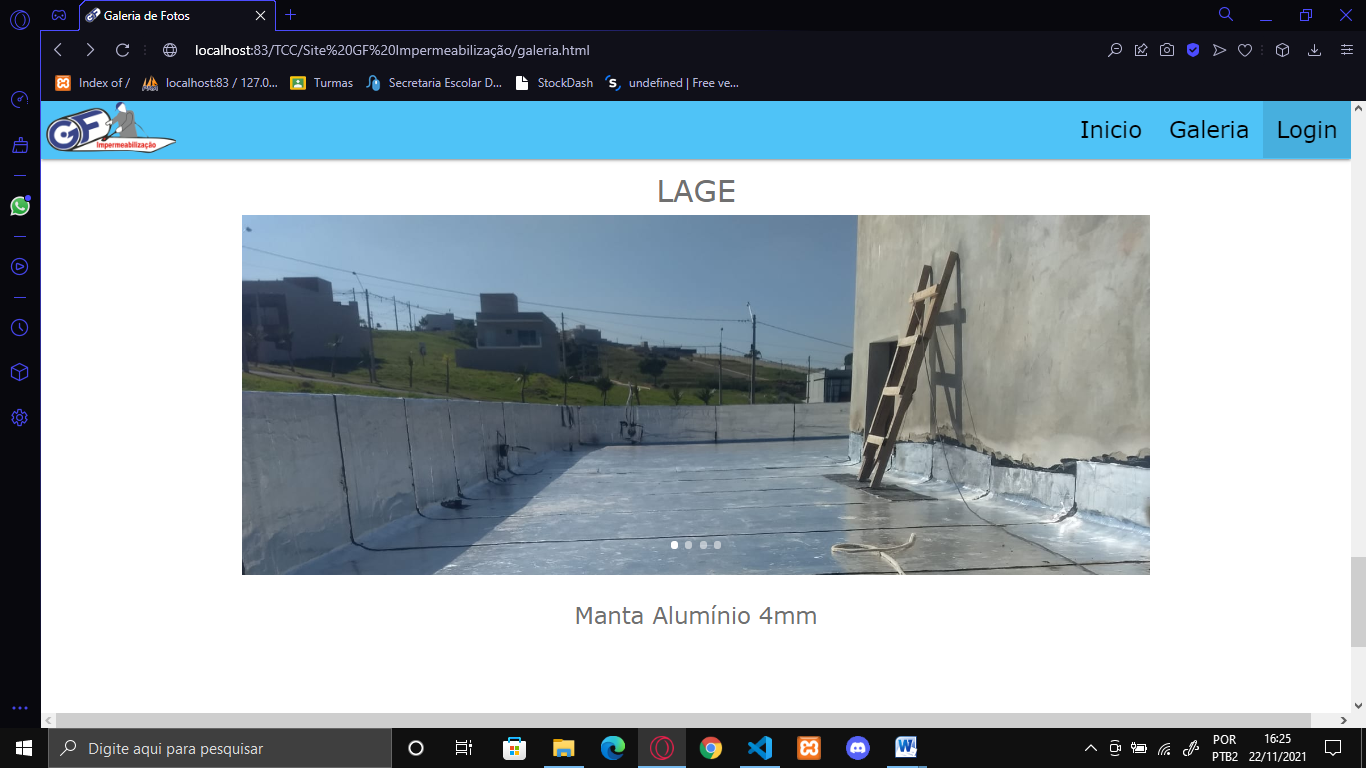 Galeria de Fotos
localhost:83/TCC/Site%20GF%20Impermeabilização/galeria.html
Index of /
localhost:83 / 127.0...
Turmas
Secretaria Escolar D...
StockDash
undefined | Free ve...
GF
Impermeabilização
Inicio
Galeria
Login
LAGE
Manta Alumínio 4mm
Digite aqui para pesquisar
POR
PTB2
16:25
22/11/2021